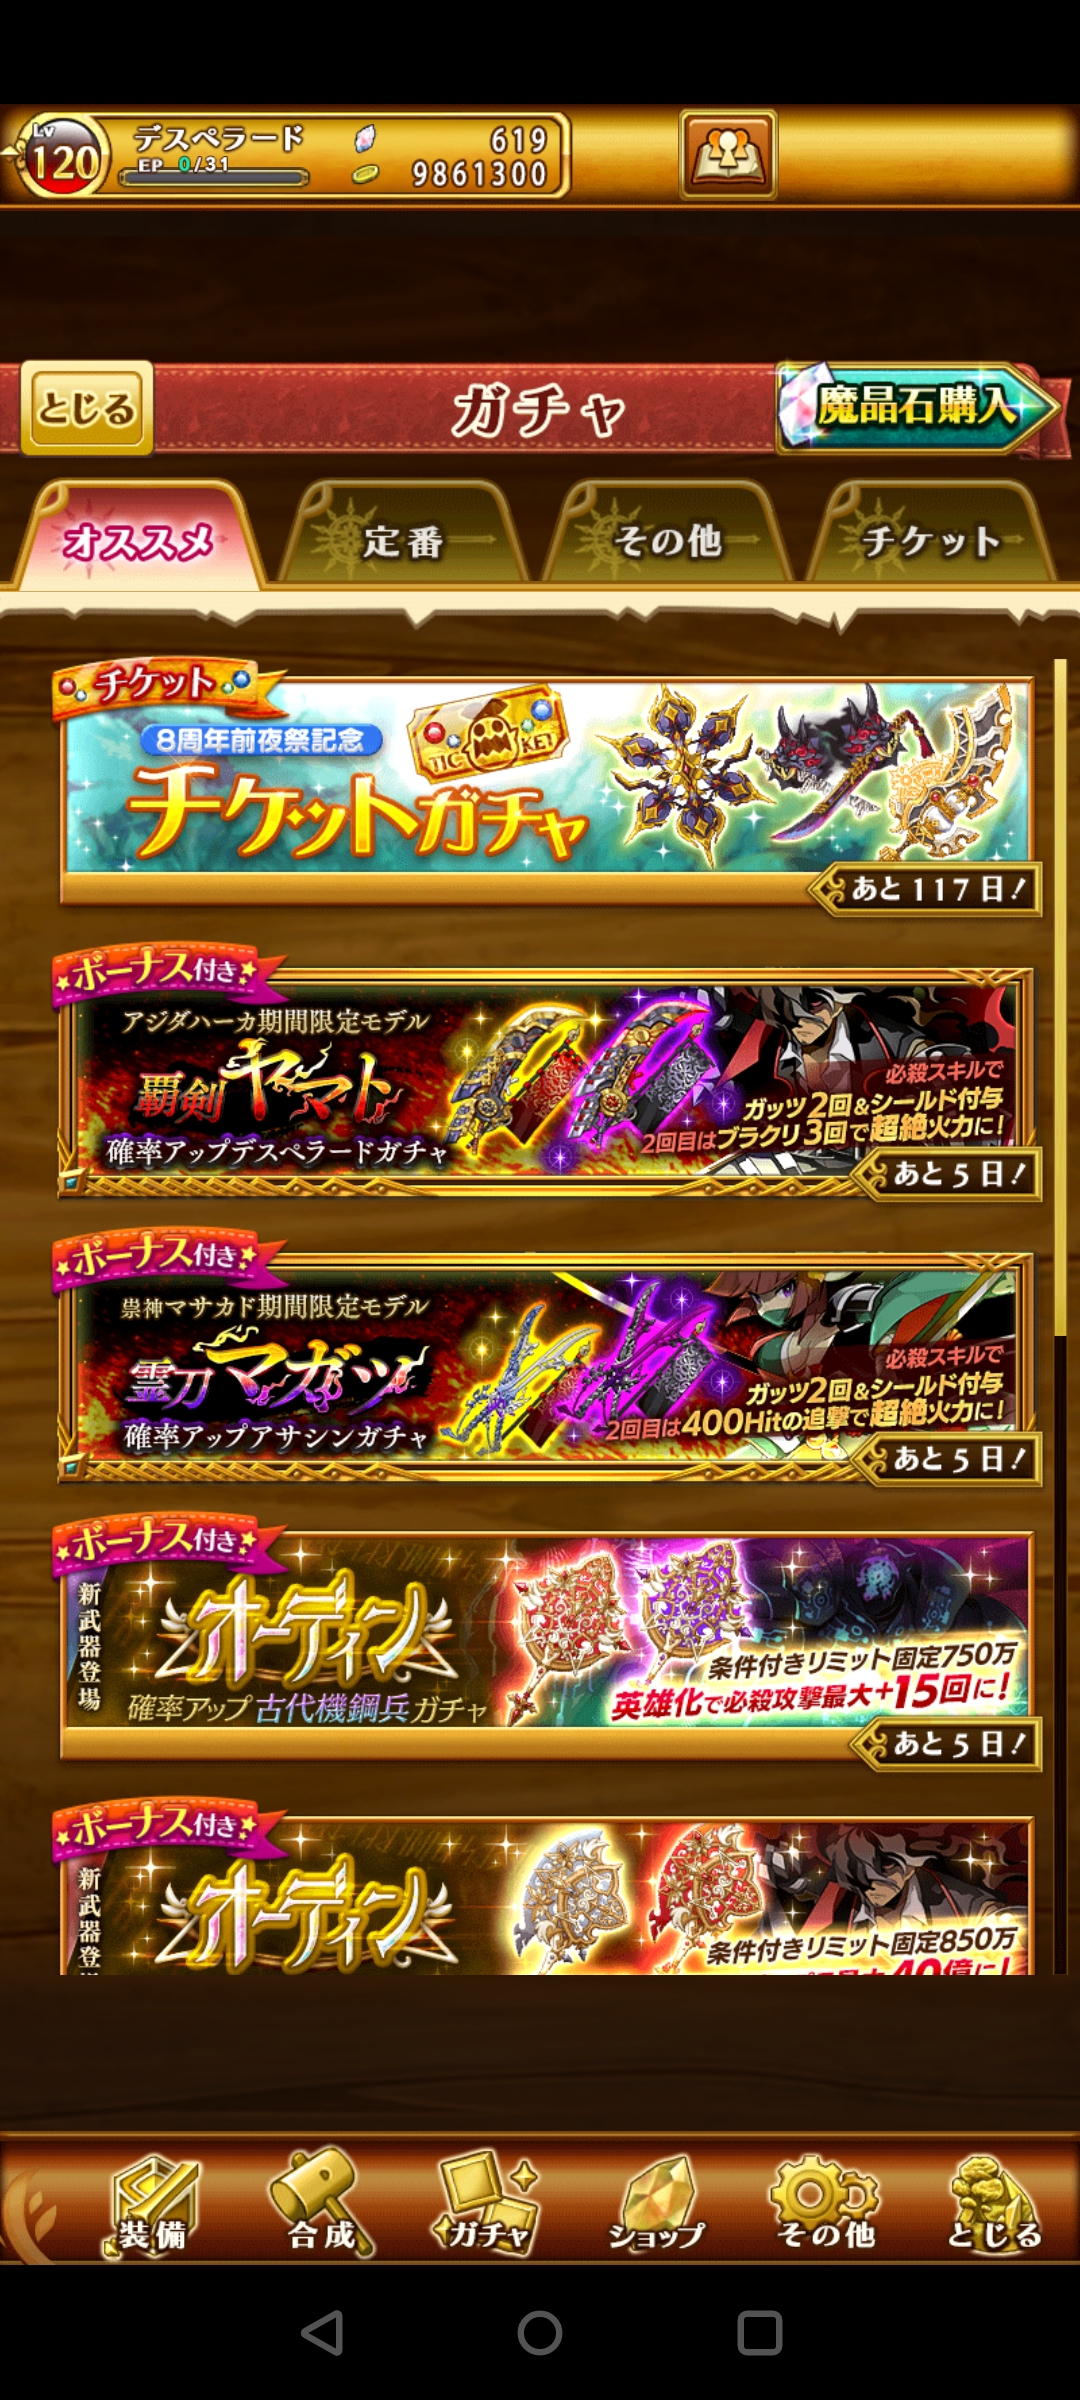 Lv
120
デスペラード
EP 0/31
619
9861300
とじる
ガチャ
魔晶石購入
オススメ
定番
その他
チケット
チケット
8周年前夜祭記念
チケットガチャ
TICKET
あと117日!
ボーナス付き
アジダハーカ期間限定モデル
覇剣ヤマト
確率アップデスペラードガチャ
必殺スキルで
ガッツ2回&シールド付与
2回目はブラクリ3回で超絶火力に!
あと5日!
ボーナス付き
祟神マサカド期間限定モデル
霊刀マガツ
確率アップアサシンガチャ
必殺スキルで
ガッツ2回&シールド付与
2回目は400Hitの追撃で超絶火力に!
あと5日!
ボーナス付き
新武器登場
オーディン
確率アップ古代機鋼兵ガチャ
条件付きリミット固定750万
英雄化で必殺攻撃最大+15回に!
あと5日!
ボーナス付き
新武器登
オーディン
条件付きリミット固定850万
40億に!
装備
合成
ガチャ
ショップ
その他
とじる